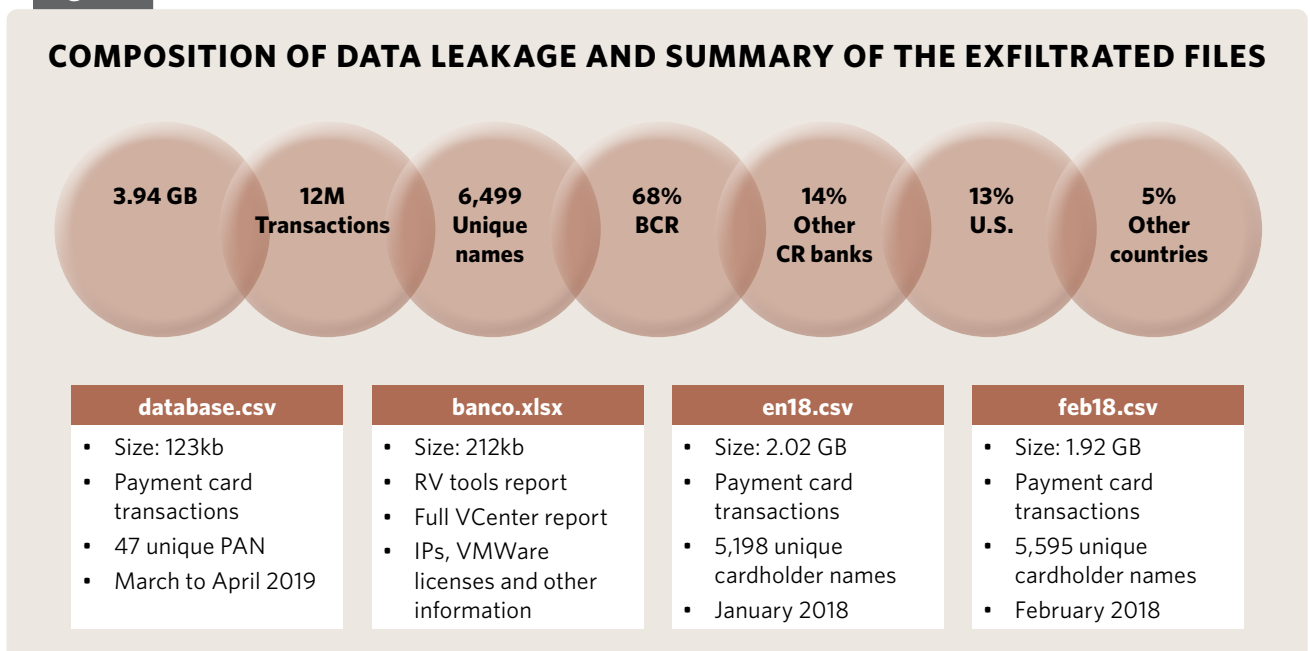 COMPOSITION OF DATA LEAKAGE AND SUMMARY OF THE EXFILTRATED FILES
3.94 GB
12M
Transactions
6,499
Unique
names
68%
BCR
14%
Other
CR banks
13%
U.S.
5%
Other
countries
database.csv
• Size: 123kb
• Payment card
transactions
• 47 unique PAN
• March to April 2019
banco.xlsx
• Size: 212kb
• RV tools report
• Full VCenter report
• IPs, VMWare
licenses and other
information
en18.csv
• Size: 2.02 GB
• Payment card
transactions
• 5,198 unique
cardholder names
• January 2018
feb18.csv
• Size: 1.92 GB
• Payment card
transactions
• 5,595 unique
cardholder names
• February 2018